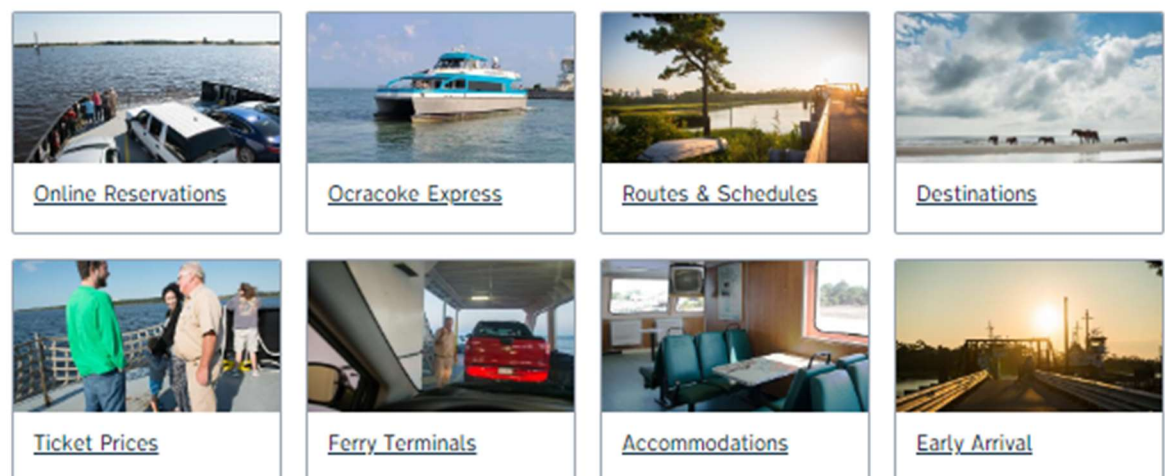 Online Reservations
Ocracoke Express
Routes & Schedules
Destinations
Ticket Prices
Ferry Terminals
Accommodations
Early Arrival